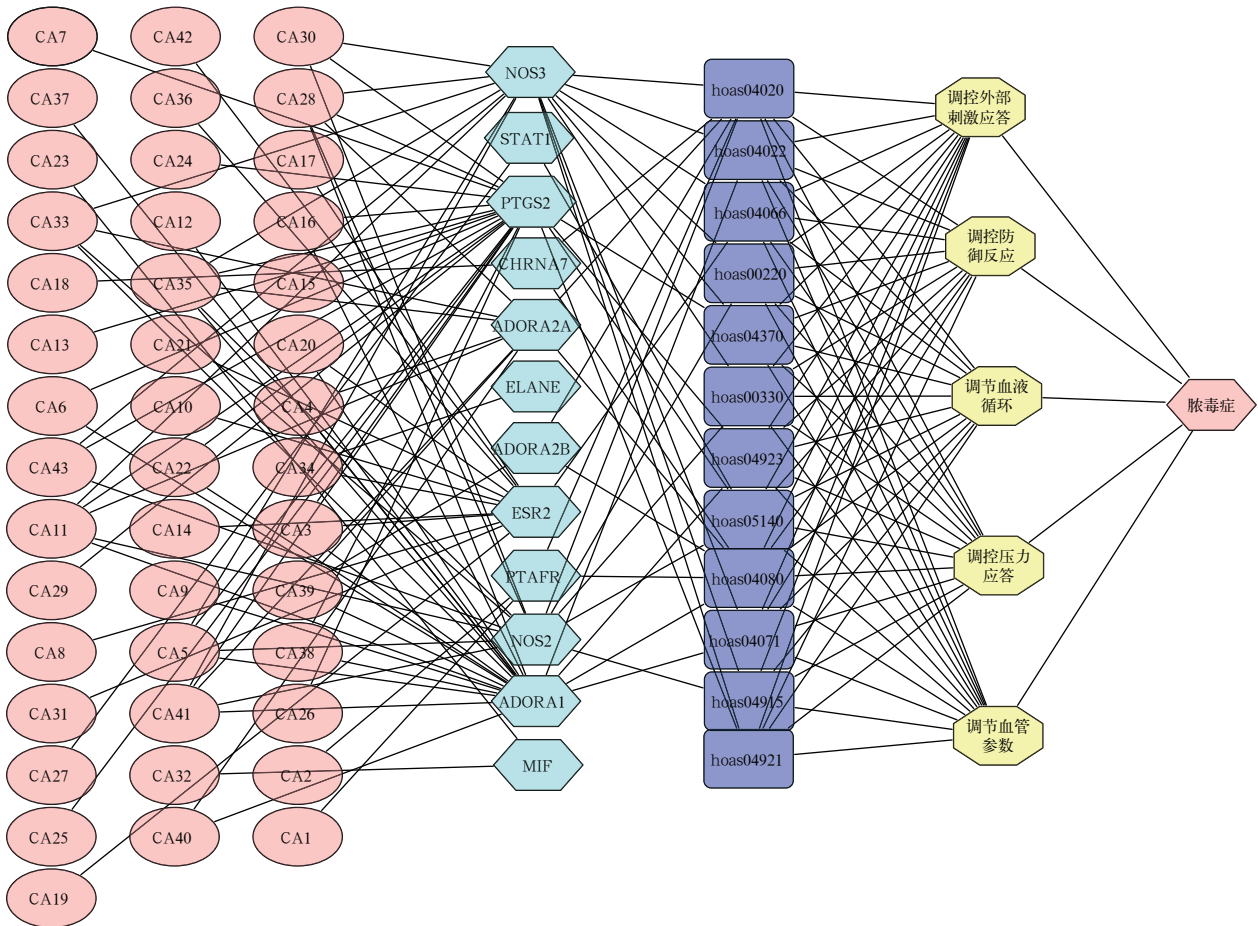 CA7
CA37
CA23
CA33
CA18
CA13
CA6
CA43
CA11
CA29
CA8
CA31
CA27
CA25
CA19
CA42
CA36
CA24
CA12
CA35
CA21
CA10
CA22
CA14
CA9
CA5
CA41
CA32
CA40
CA30
CA28
CA17
CA16
CA15
CA20
CA4
CA34
CA3
CA39
CA38
CA26
CA2
CA1
NOS3
STAT1
PTGS2
CHRNA7
ADORA2A
ELANE
ADORA2B
ESR2
PTAFR
NOS2
ADORA1
MIF
hoas04020
hoas04022
hoas04066
hoas00220
hoas04370
hoas00330
hoas04923
hoas05140
hoas04080
hoas04071
hoas04915
hoas04921
调控外部
刺激应答
调控防
御反应
调节血液
循环
调控压力
应答
调节血管
参数
脓毒症